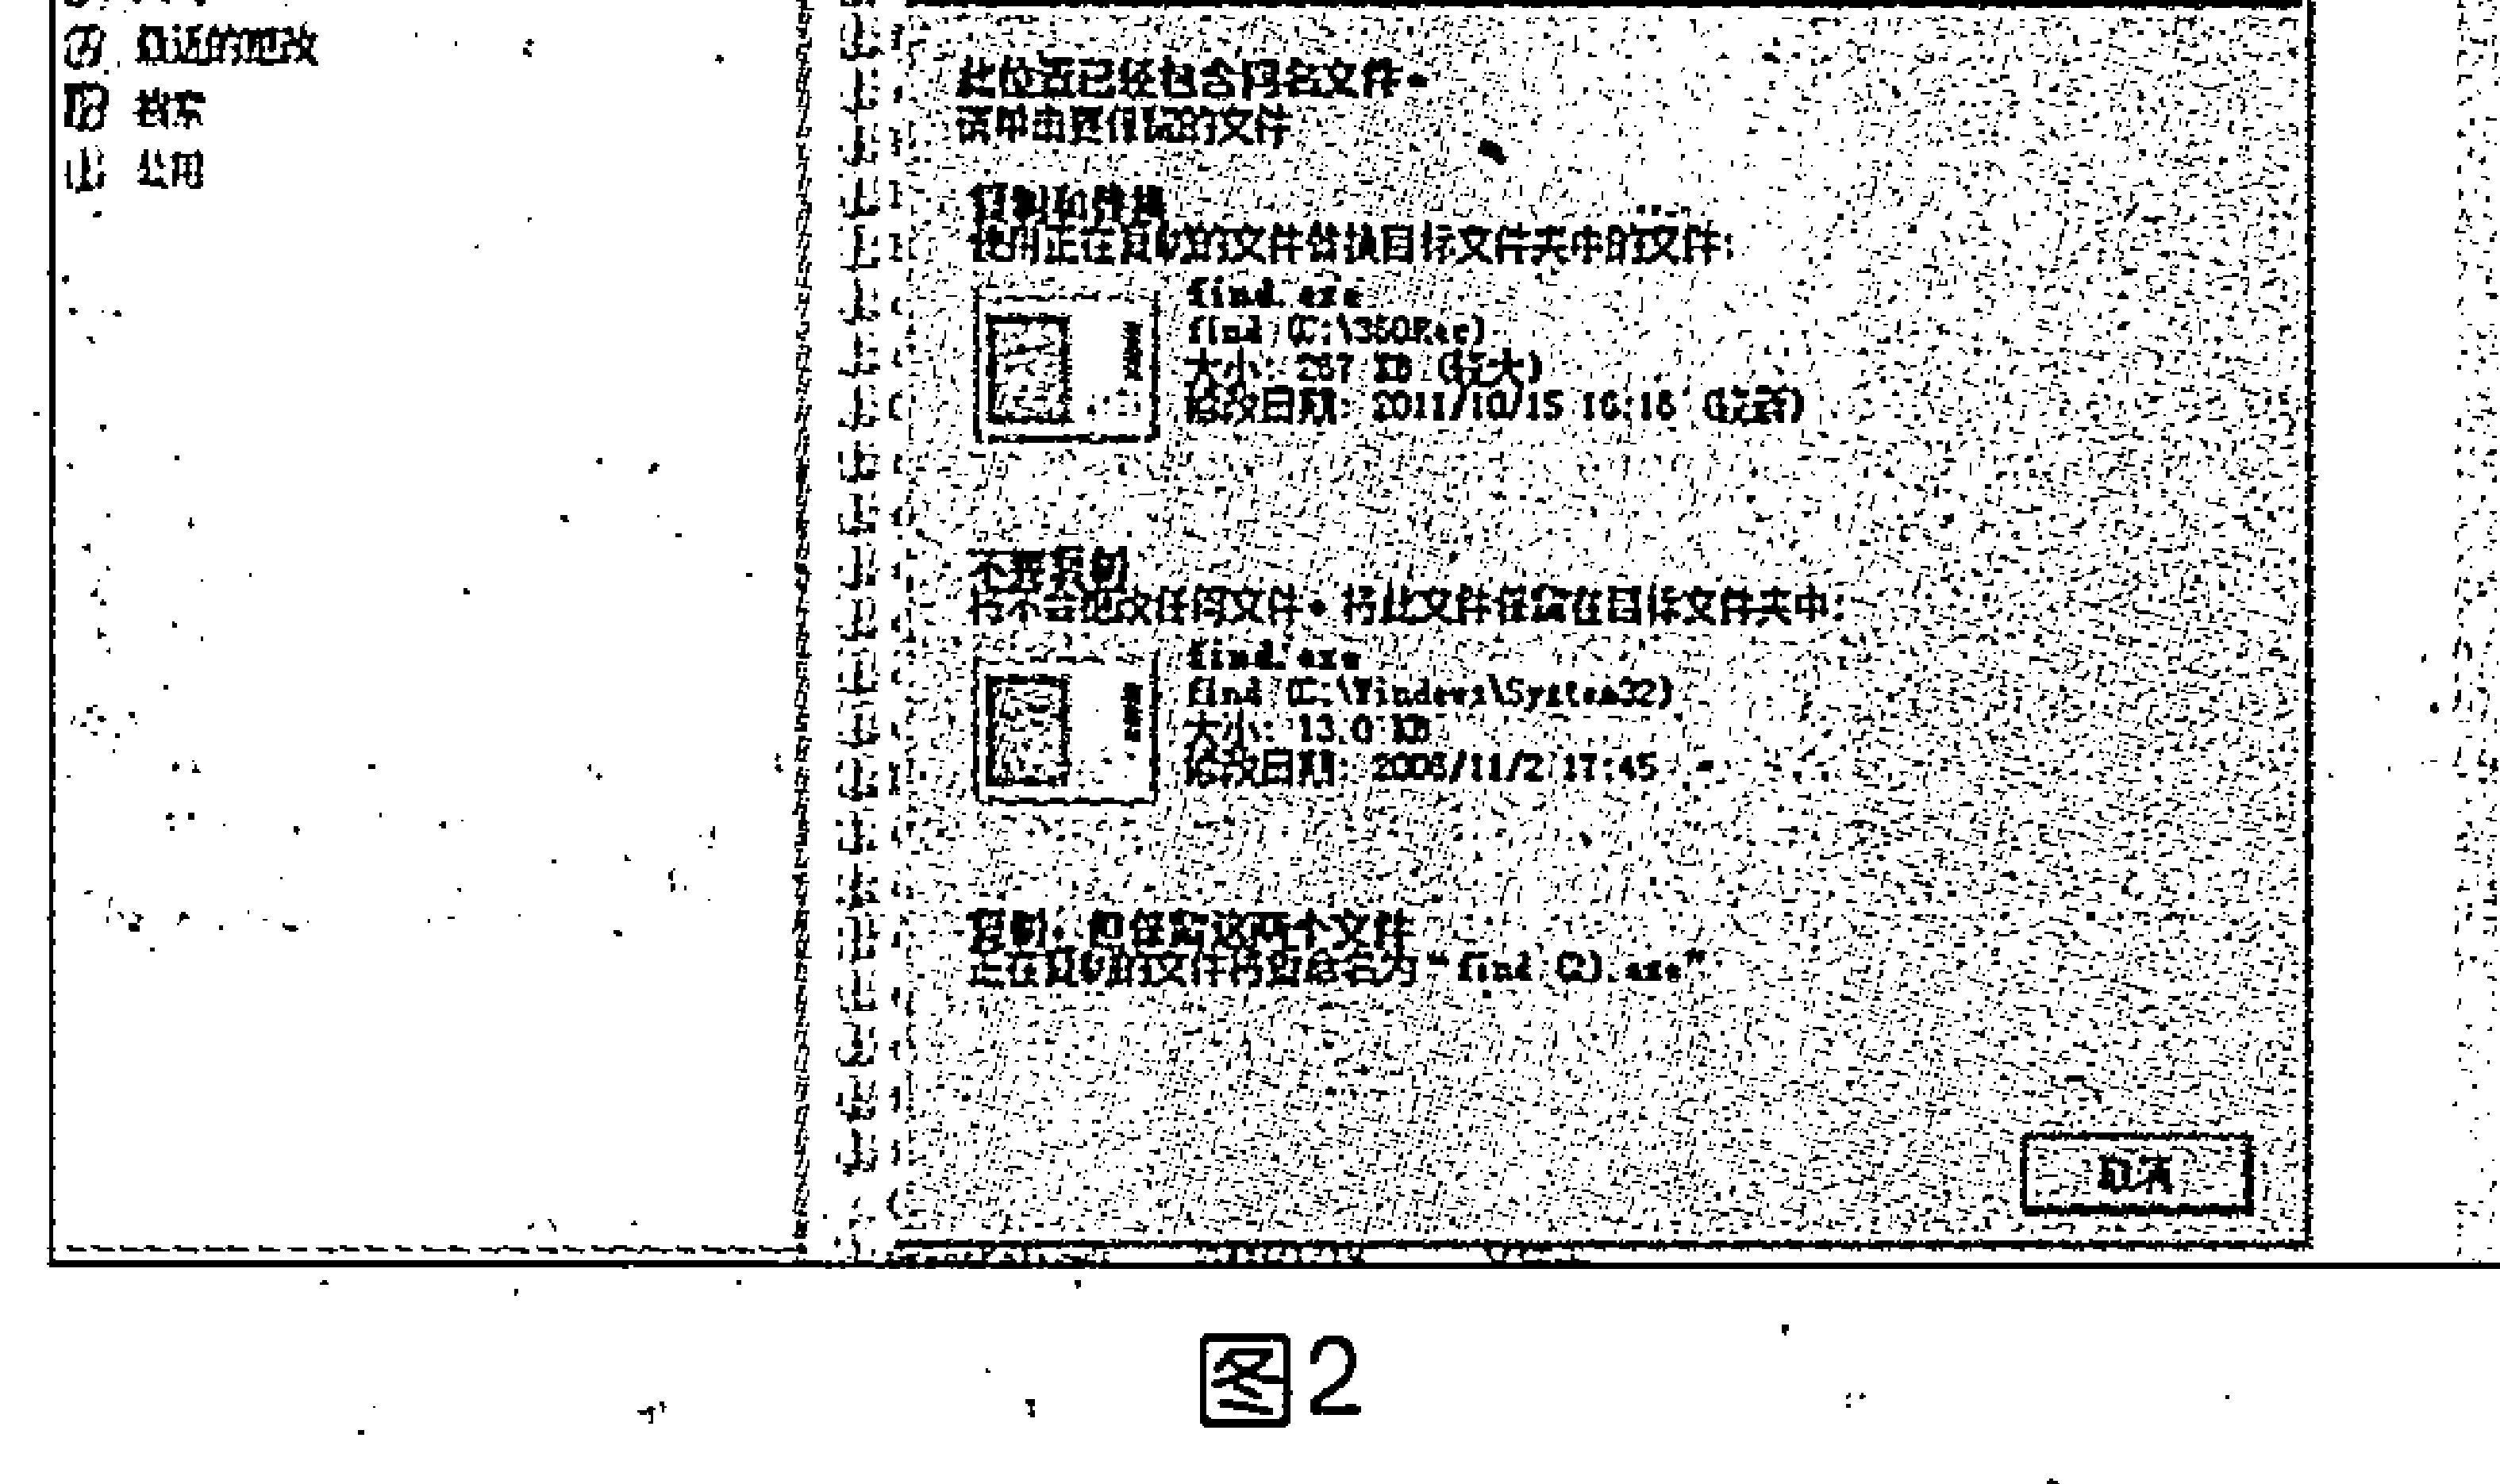 最近的更改
搜索
公用
此位置已经包含同名文件。
请单击要保留的文件
复制和替换
使用正在复制的文件替换目标文件夹中的文件:
find.exe
find (C:\360Rec)
大小: 267 KB (较大)
修改日期: 2011/10/15 16:16 (较新)
不要复制
将不会更改任何文件。将此文件保留在目标文件夹中:
find.exe
find (C:\Windows\System32)
大小: 13.0 KB
修改日期: 2006/11/2 17:45
复制,但保留这两个文件
正在复制的文件将重命名为“find (2).exe”
取消
图2